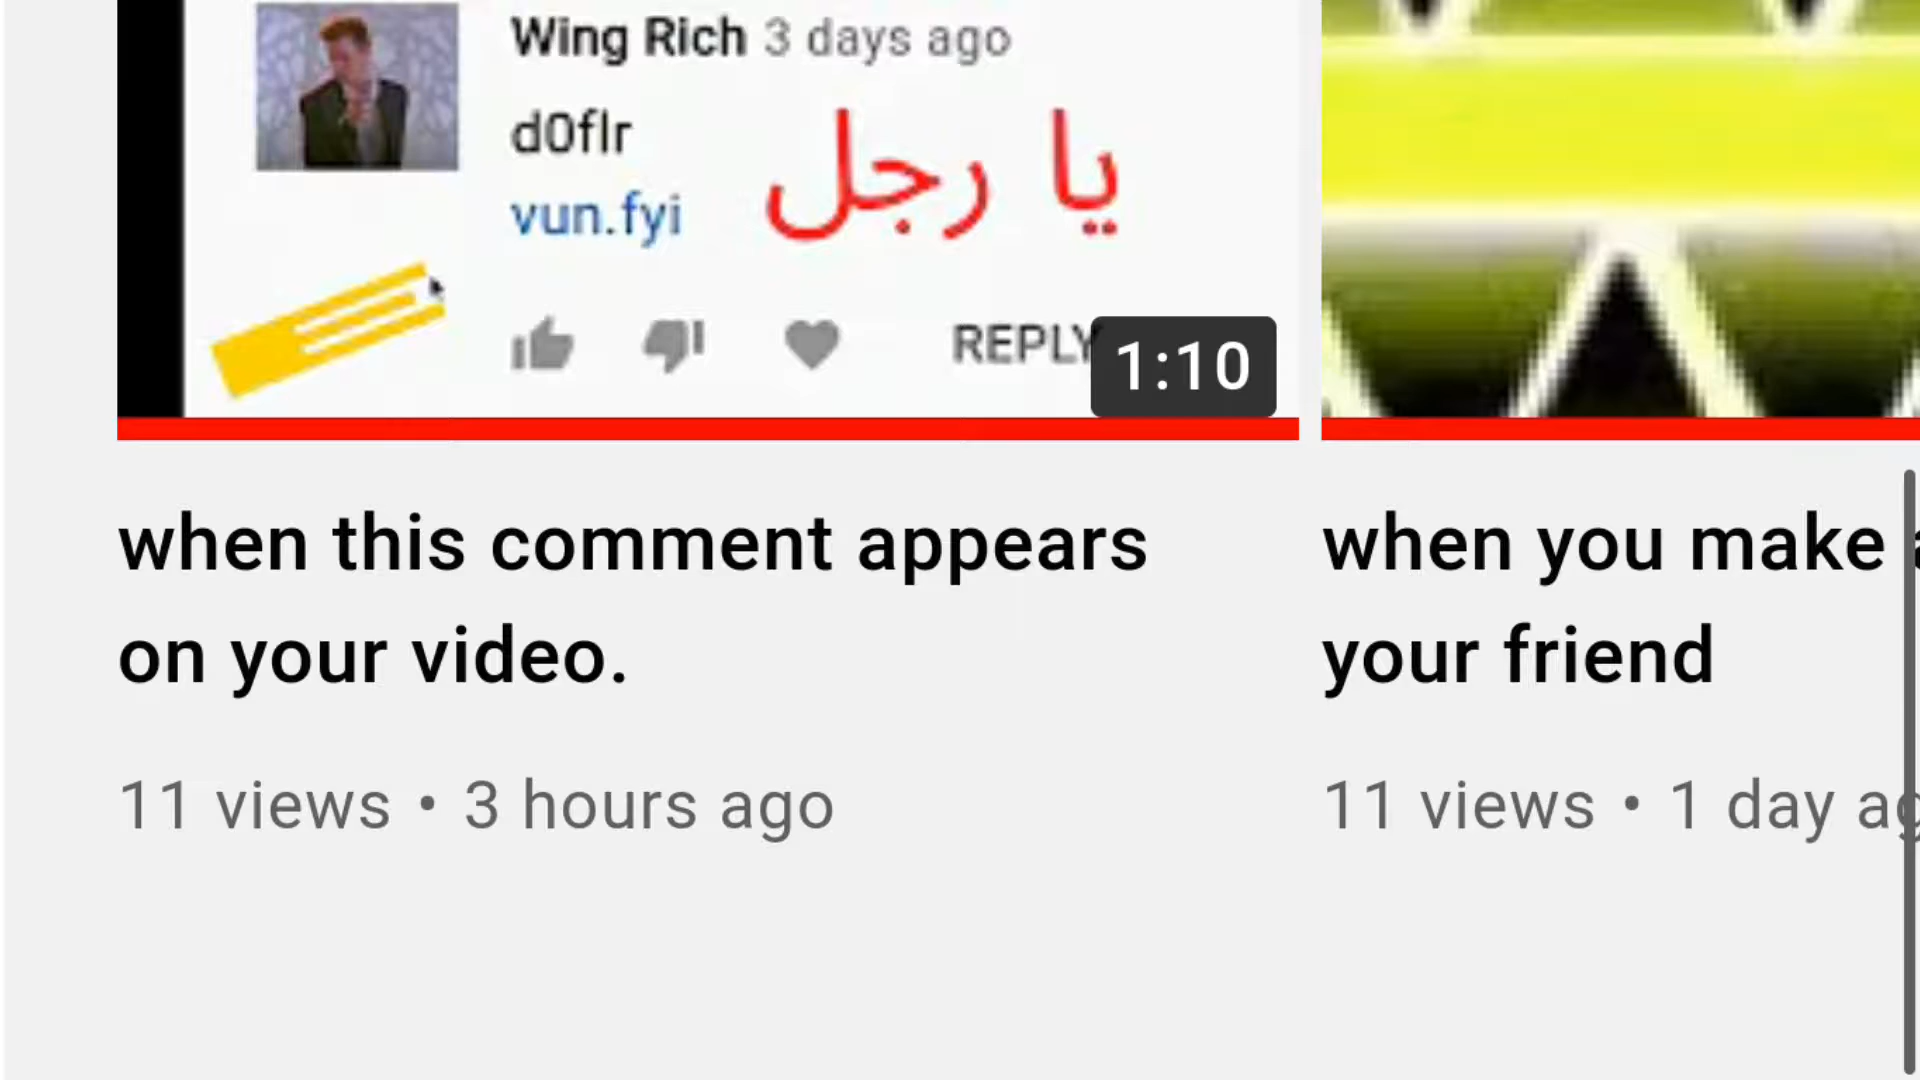 Wing Rich 3 days ago
d0flr
vun.fyi
يا رجل
REPLY
1:10
when this comment appears
on your video.
11 views • 3 hours ago
when you make
your friend
11 views • 1 day